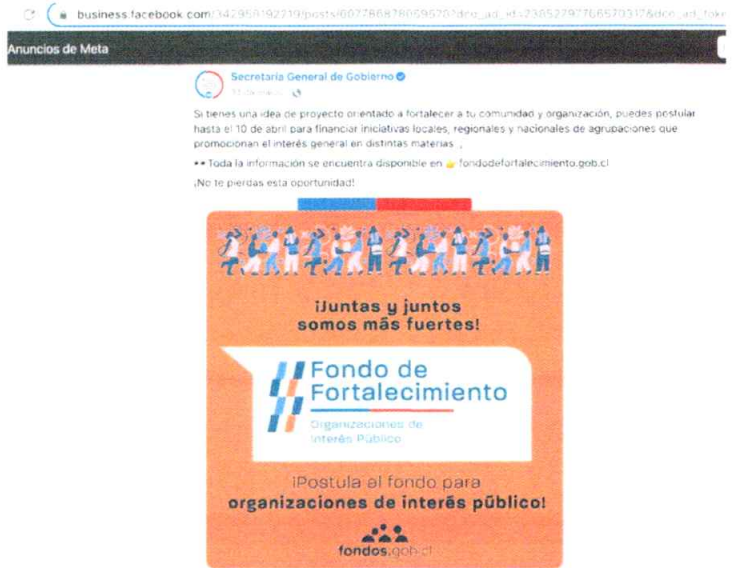 business.facebook.com
Anuncios de Meta
Secretaría General de Gobierno
Si tienes una idea de proyecto orientado a fortalecer a tu comunidad y organización, puedes postular
hasta el 10 de abril para financiar iniciativas locales, regionales y nacionales de agrupaciones que
promocionan el interés general en distintas materias.
Toda la información se encuentra disponible en 👉 fondodefortalecimiento.gob.cl
¡No te pierdas esta oportunidad!
¡Juntas y juntos
somos más fuertes!
Fondo de
Fortalecimiento
Organizaciones de
Interés Público
¡Postula al fondo para
organizaciones de interés público!
fondos.gob.cl